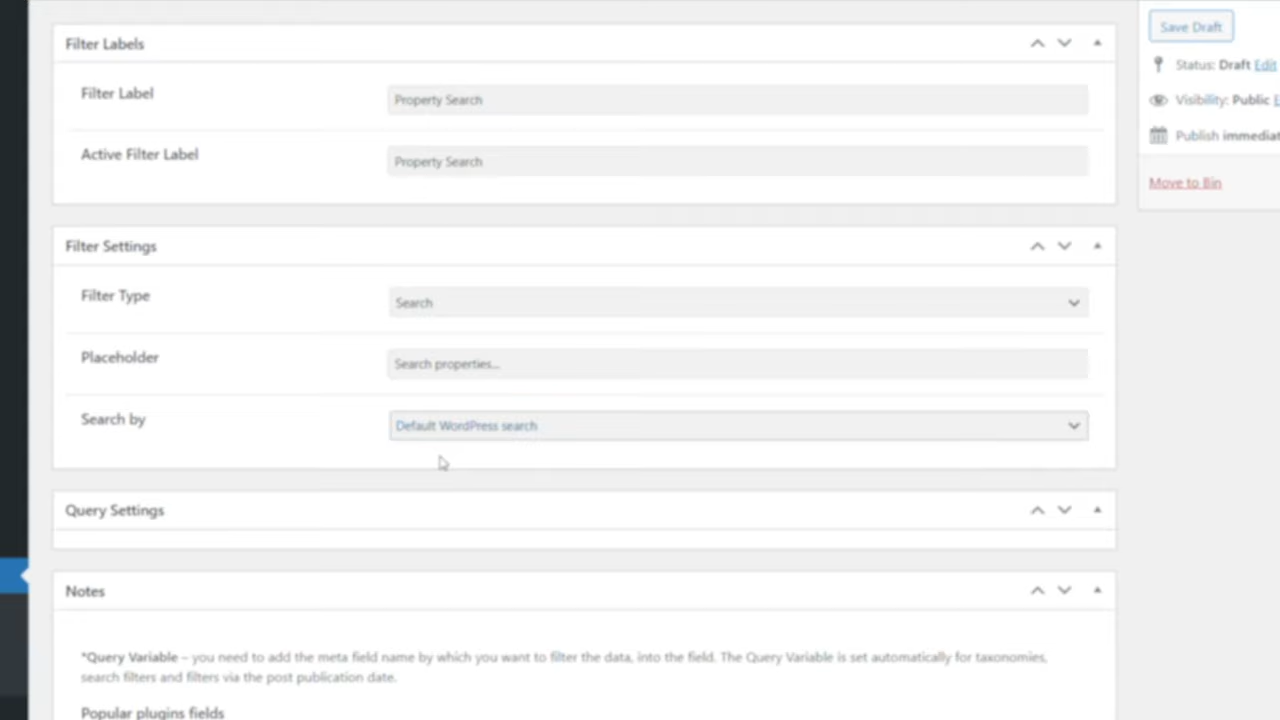 Save Draft
Filter Labels
Status: Draft Edit
Filter Label
Property Search
Visibility: Public
Publish
Active Filter Label
Property Search
Move to Bin
Filter Settings
Filter Type
Search
Placeholder
Search properties...
Search by
Default WordPress search
Query Settings
Notes
*Query Variable – you need to add the meta field name by which you want to filter the data, into the field. The Query Variable is set automatically for taxonomies,
search filters and filters via the post publication date.
Popular plugins fields